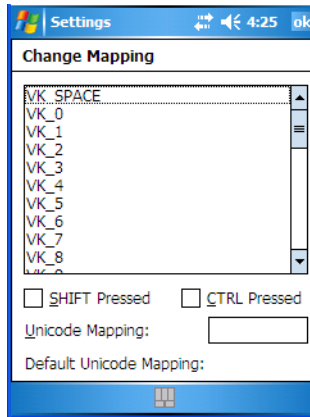 Settings 4:25 ok
Change Mapping
VK_SPACE
VK_0
VK_1
VK_2
VK_3
VK_4
VK_5
VK_6
VK_7
VK_8
SHIFT Pressed CTRL Pressed
Unicode Mapping:
Default Unicode Mapping: